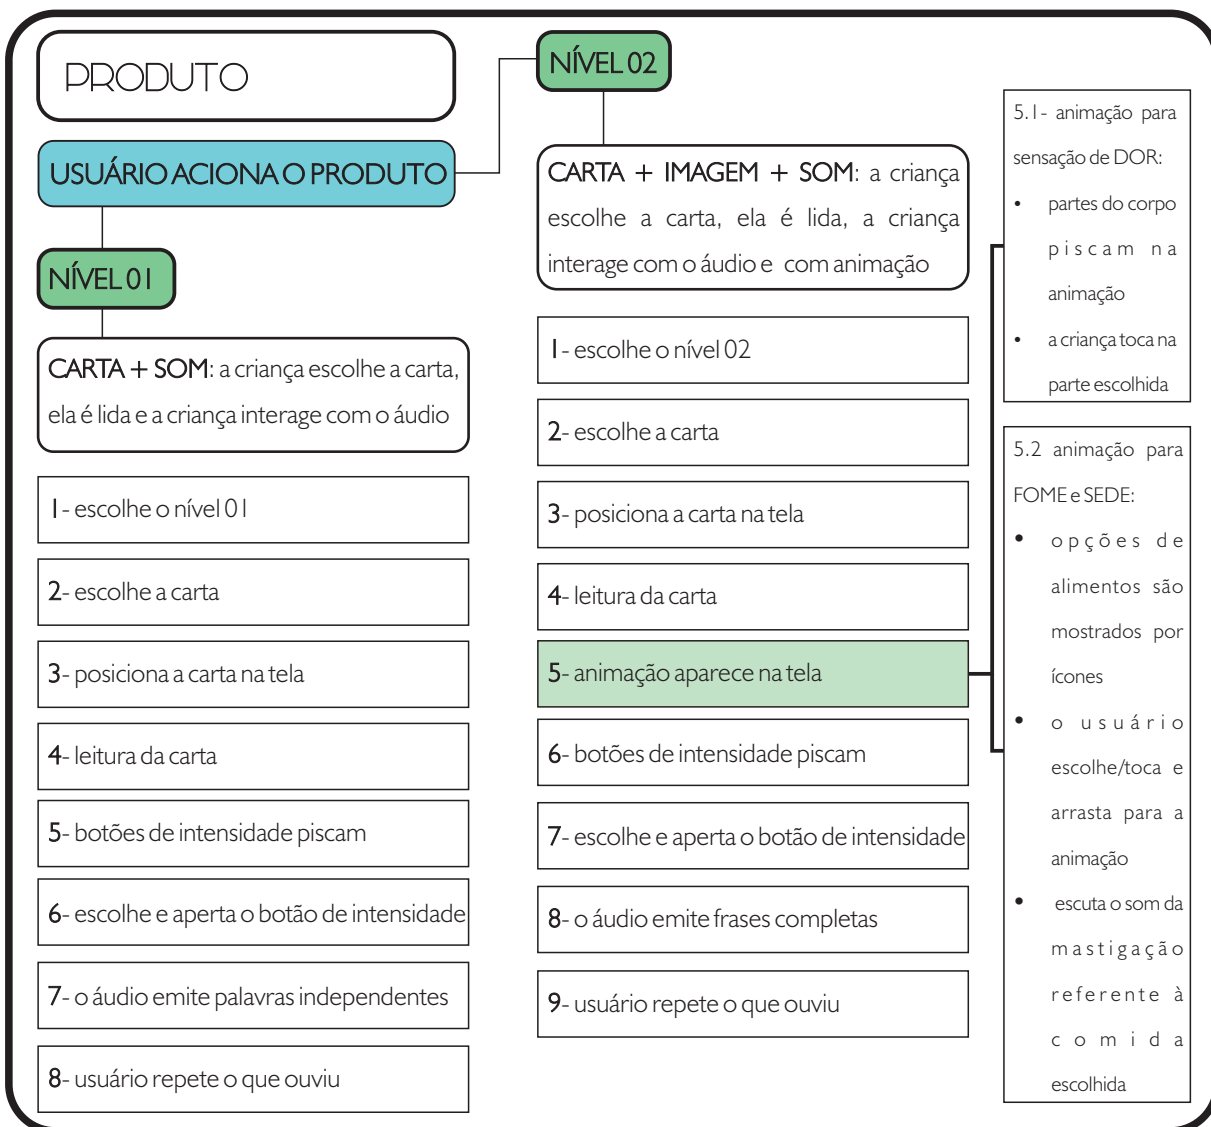 PRODUTO
USUÁRIO ACIONA O PRODUTO
NÍVEL 01
CARTA + SOM: a criança escolhe a carta,
ela é lida e a criança interage com o áudio
1- escolhe o nível 01
2- escolhe a carta
3- posiciona a carta na tela
4- leitura da carta
5- botões de intensidade piscam
6- escolhe e aperta o botão de intensidade
7- o áudio emite palavras independentes
8- usuário repete o que ouviu
NÍVEL 02
CARTA + IMAGEM + SOM: a criança
escolhe a carta, ela é lida, a criança
interage com o áudio e com animação
1- escolhe o nível 02
2- escolhe a carta
3- posiciona a carta na tela
4- leitura da carta
5- animação aparece na tela
6- botões de intensidade piscam
7- escolhe e aperta o botão de intensidade
8- o áudio emite frases completas
9- usuário repete o que ouviu
5.1- animação para
sensação de DOR:
• partes do corpo
piscam na
animação
• a criança toca na
parte escolhida
5.2 animação para
FOME e SEDE:
• opções de
alimentos são
mostrados por
ícones
• o usuário
escolhe/toca e
arrasta para a
animação
• escuta o som da
mastigação
referente à
comida
escolhida